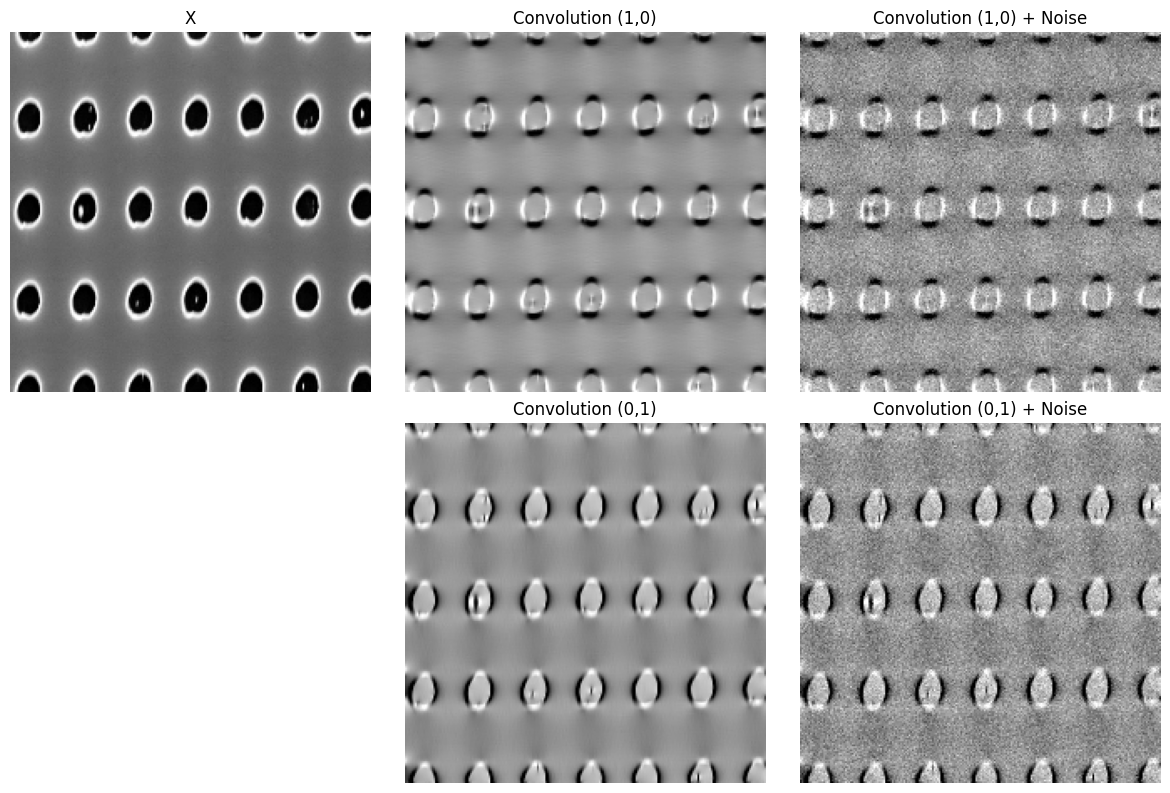 X
Convolution (1,0)
Convolution (1,0) + Noise
Convolution (0,1)
Convolution (0,1) + Noise